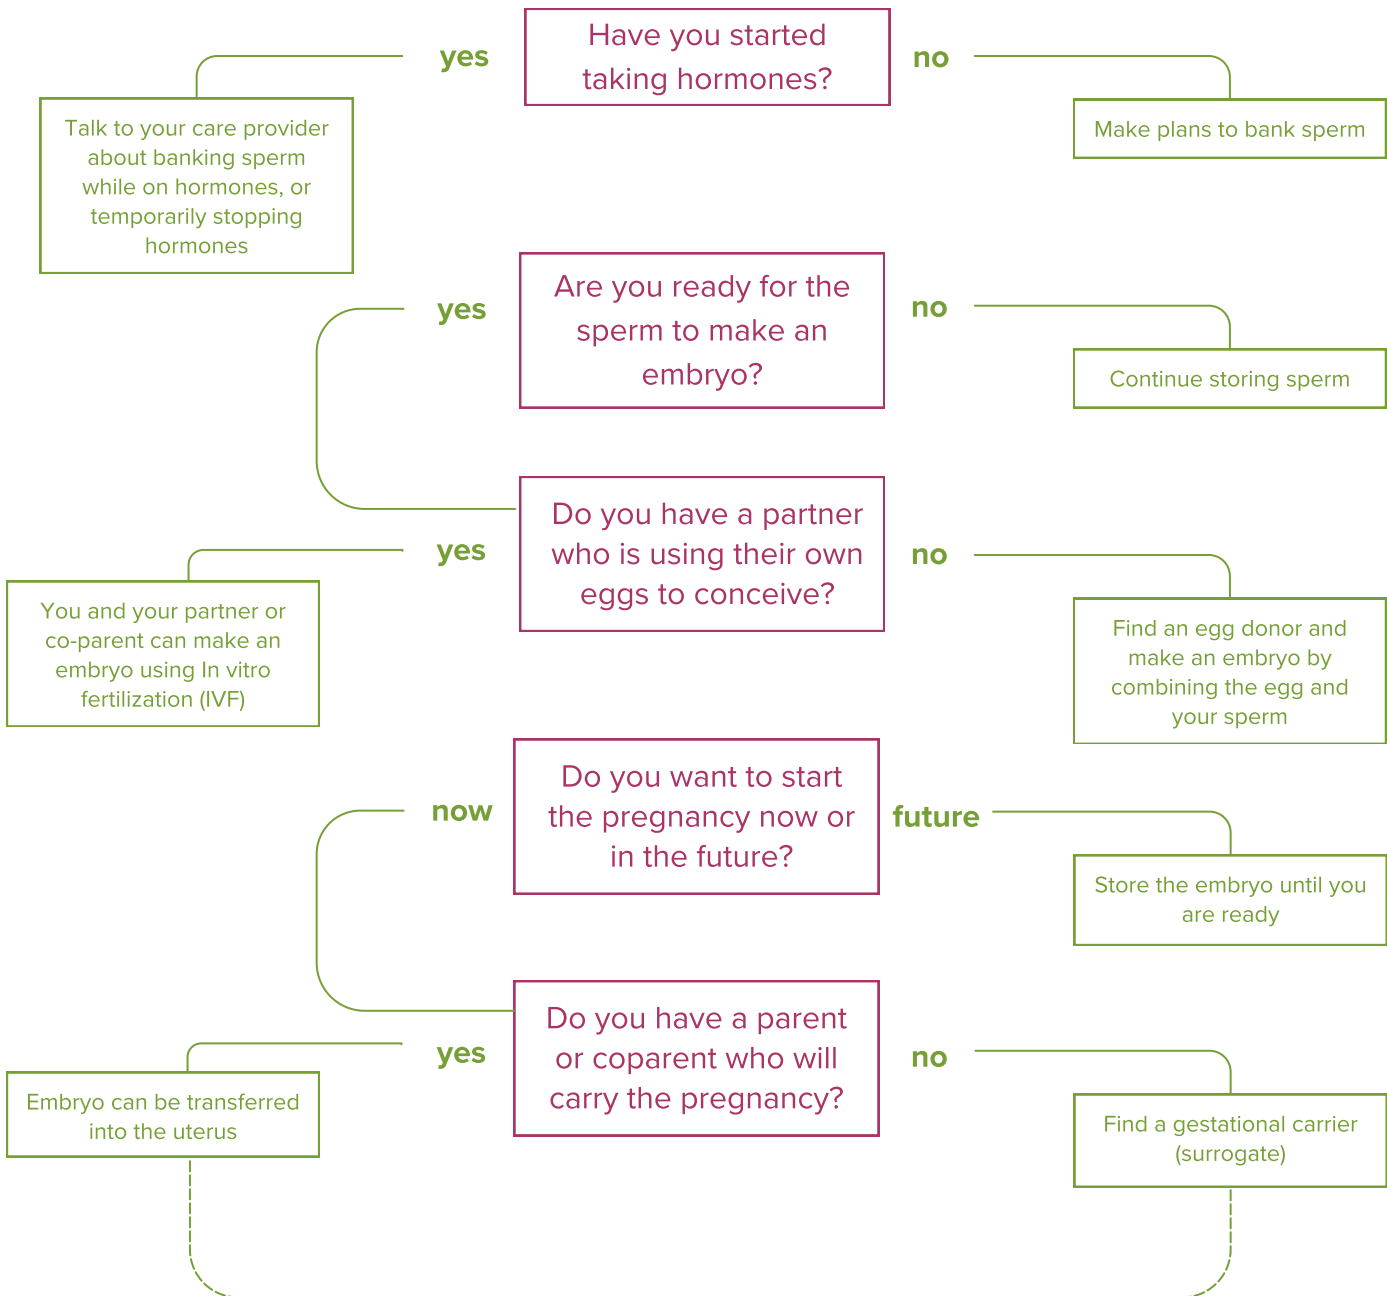 Have you started
taking hormones?
yes
no
Talk to your care provider
about banking sperm
while on hormones, or
temporarily stopping
hormones
Make plans to bank sperm
Are you ready for the
sperm to make an
embryo?
yes
no
Continue storing sperm
Do you have a partner
who is using their own
eggs to conceive?
yes
no
You and your partner or
co-parent can make an
embryo using In vitro
fertilization (IVF)
Find an egg donor and
make an embryo by
combining the egg and
your sperm
Do you want to start
the pregnancy now or
in the future?
now
future
Store the embryo until you
are ready
Do you have a parent
or coparent who will
carry the pregnancy?
yes
no
Embryo can be transferred
into the uterus
Find a gestational carrier
(surrogate)